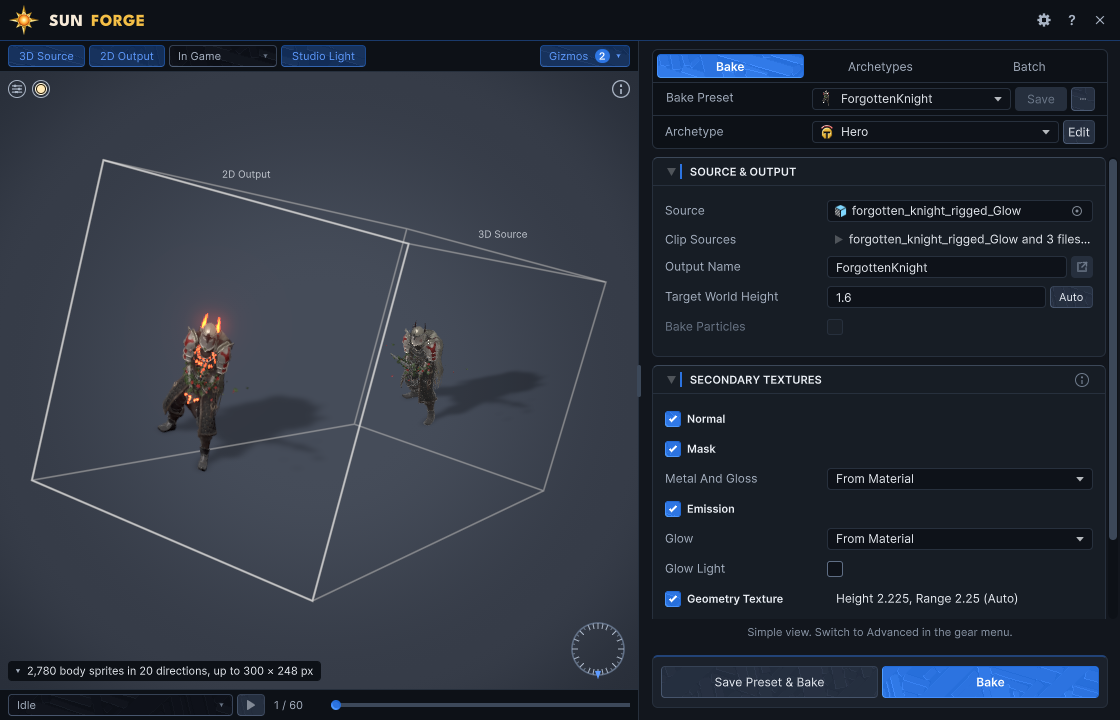 SUN FORGE
?
3D Source
2D Output
In Game
Studio Light
Gizmos 2
2D Output
3D Source
2,780 body sprites in 20 directions, up to 300 × 248 px
Idle
1 / 60
Bake
Archetypes
Batch
Bake Preset
ForgottenKnight
Save
...
Archetype
Hero
Edit
SOURCE & OUTPUT
Source
forgotten_knight_rigged_Glow
Clip Sources
forgotten_knight_rigged_Glow and 3 files...
Output Name
ForgottenKnight
Target World Height
1.6
Auto
Bake Particles
SECONDARY TEXTURES
Normal
Mask
Metal And Gloss
From Material
Emission
Glow
From Material
Glow Light
Geometry Texture
Height 2.225, Range 2.25 (Auto)
Simple view. Switch to Advanced in the gear menu.
Save Preset & Bake
Bake